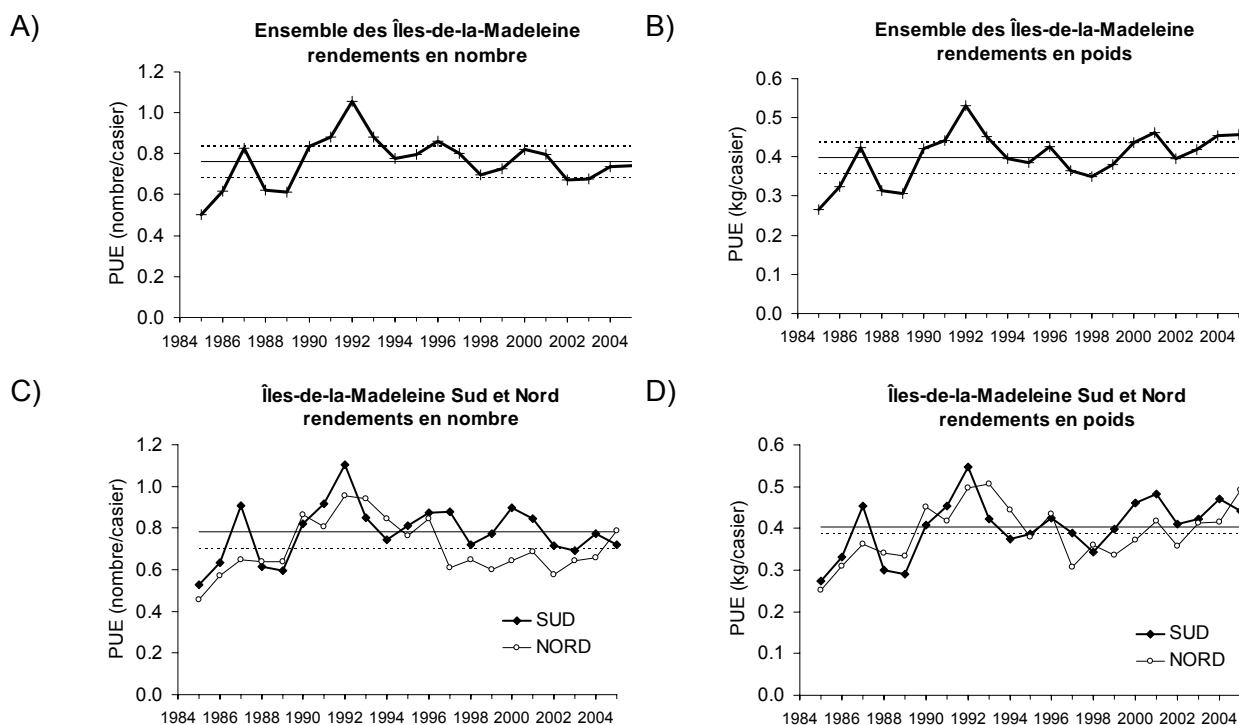 A)
Ensemble des Îles-de-la-Madeleine
rendements en nombre
PUE (nombre/casier)
1.2
1.0
0.8
0.6
0.4
0.2
0.0
1984 1986 1988 1990 1992 1994 1996 1998 2000 2002 2004
B)
Ensemble des Îles-de-la-Madeleine
rendements en poids
PUE (kg/casier)
0.6
0.5
0.4
0.3
0.2
0.1
0.0
1984 1986 1988 1990 1992 1994 1996 1998 2000 2002 2004
C)
Îles-de-la-Madeleine Sud et Nord
rendements en nombre
PUE (nombre/casier)
1.2
1.0
0.8
0.6
0.4
0.2
0.0
SUD
NORD
1984 1986 1988 1990 1992 1994 1996 1998 2000 2002 2004
D)
Îles-de-la-Madeleine Sud et Nord
rendements en poids
PUE (kg/casier)
0.6
0.5
0.4
0.3
0.2
0.1
0.0
SUD
NORD
1984 1986 1988 1990 1992 1994 1996 1998 2000 2002 2004